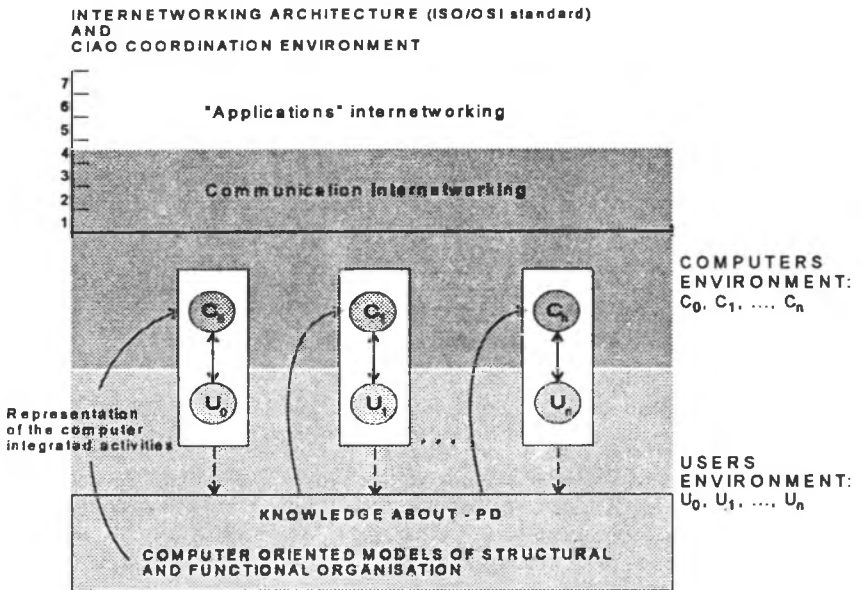 INTERNETWORKING ARCHITECTURE (ISO/OSI standard)
AND
CIAO COORDINATION ENVIRONMENT
7
6
5
4
3
2
1
"Applications" internetworking
Communication internetworking
COMPUTERS
ENVIRONMENT:
C0, C1, ..., Cn
C0
C1
Cn
U0
U1
Un
. . . .
Representation
of the computer
integrated activities
USERS
ENVIRONMENT:
U0, U1, ..., Un
KNOWLEDGE ABOUT - PD
COMPUTER ORIENTED MODELS OF STRUCTURAL
AND FUNCTIONAL ORGANISATION